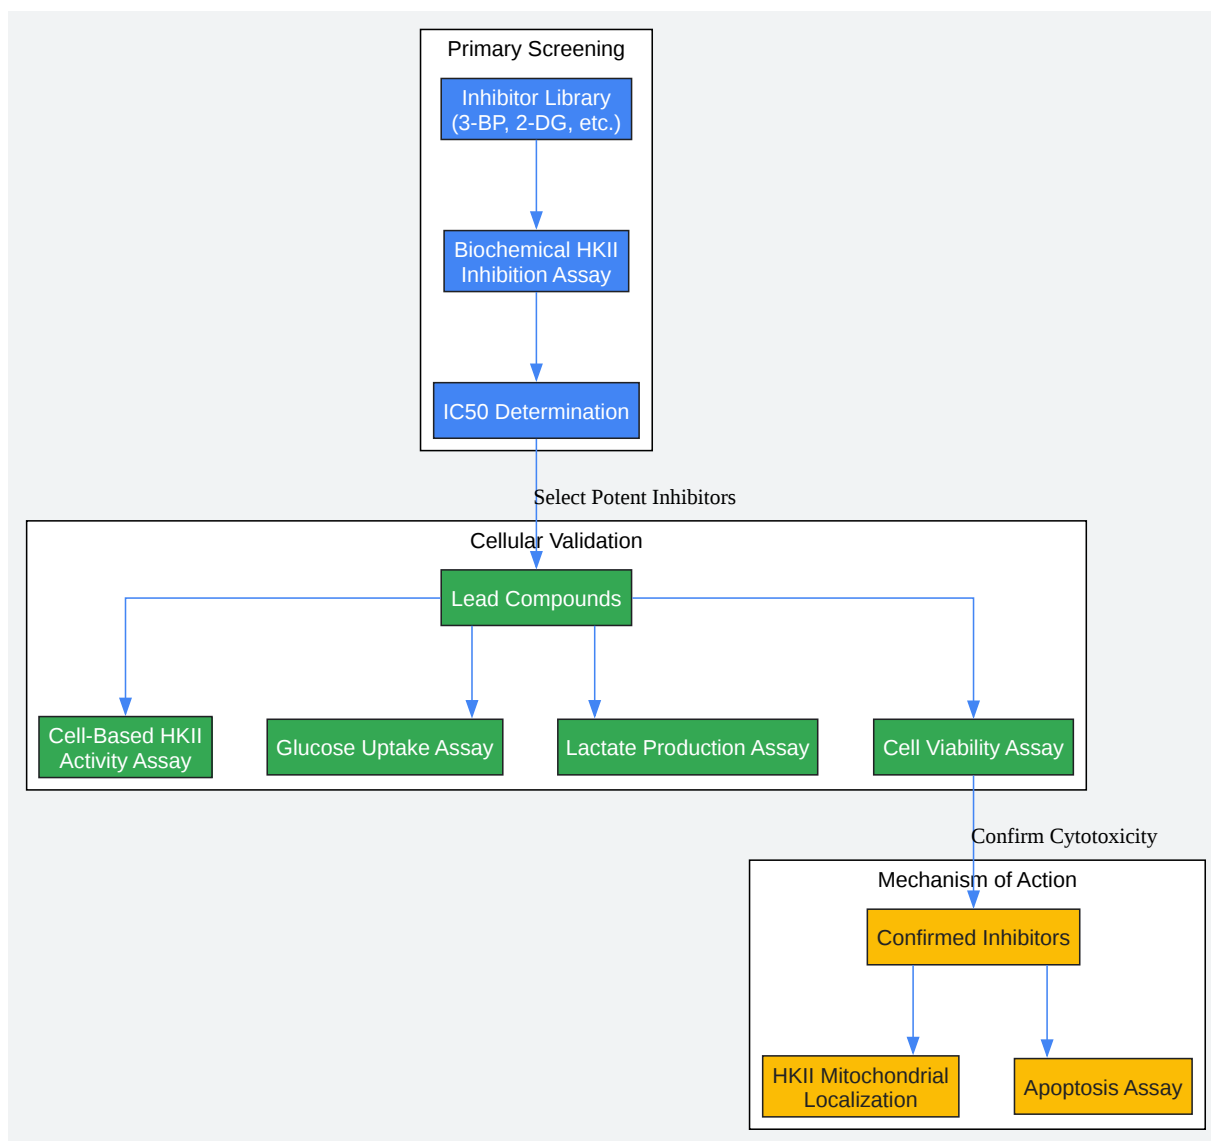 Primary Screening
Inhibitor Library
(3-BP, 2-DG, etc.)
Biochemical HKII
Inhibition Assay
IC50 Determination
Select Potent Inhibitors
Cellular Validation
Lead Compounds
Cell-Based HKII
Activity Assay
Glucose Uptake Assay
Lactate Production Assay
Cell Viability Assay
Confirm Cytotoxicity
Mechanism of Action
Confirmed Inhibitors
HKII Mitochondrial
Localization
Apoptosis Assay